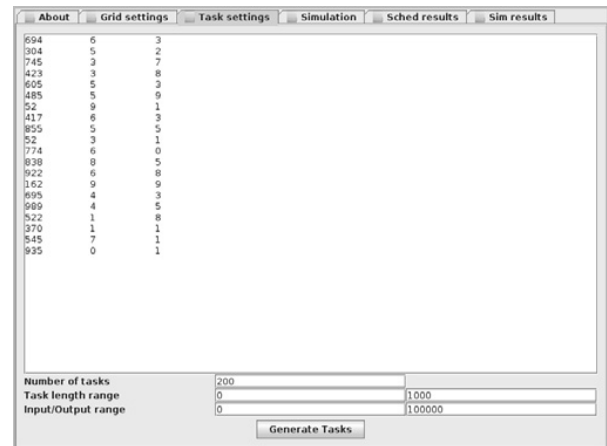 About Grid settings Task settings Simulation Sched results Sim results
694 6 3
304 5 2
745 3 7
423 3 8
605 5 3
485 5 9
52 9 1
417 6 3
855 5 5
52 3 1
774 6 0
838 8 5
922 6 8
162 9 9
695 4 3
989 4 5
522 1 8
370 1 1
545 7 1
935 0 1
Number of tasks 200
Task length range 0 1000
Input/Output range 0 100000
Generate Tasks